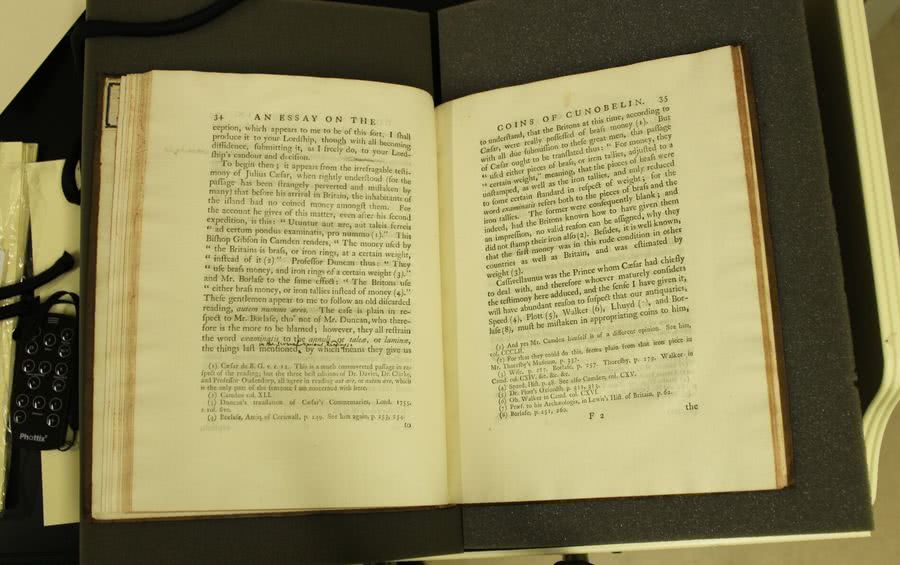 34 AN ESSAY ON THE
ception, which appears to me to be of this sort, I shall
produce it to your Lordship, though with all becoming
diffidence, submitting it, as I freely do, to your Lord-
ship's candour and decision.
To begin then; it appears from the irrefragable testi-
mony of Julius Cæsar, when rightly understood (for the
passage has been strangely perverted and mistaken by
many) that before his arrival in Britain, the inhabitants of
the island had no coined money amongst them. For
the account he gives of this matter, even after his second
expedition, is this: “Utuntur aut ære, aut taleis ferreis
“ ad certum pondus examinatis, pro nummo (1).” This
Bishop Gibson in Camden renders, “ The money used by
“ the Britains is brass, or iron rings, at a certain weight,
“ instead of it (2)” Professor Duncan thus: “ They
“ use brass money, and iron rings of a certain weight (3).”
and Mr. Borlase to the same effect: “ The Britons use
“ either brass money, or iron tallies instead of money (4).”
These gentlemen appear to me to follow an old discarded
reading, autem nummo æreo. The case is plain in re-
spect to Mr. Borlase, tho' not of Mr. Duncan, who there-
fore is the more to be blamed; however, they all restrain
the word examinatis to the annuli, or taleæ, or laminæ,
the things last mentioned, by which means they give us
(1) Cæsar de B. G. v. c. 12. This is a much controverted passage in re-
spect of the reading; but the three best editions of Dr. Davies, Dr. Clarke,
and Professor Oudendorp, all agree in reading aut ære, or autem ære, which
is the only part of the sentence I am concerned here.
(2) Camden col. XLI.
(3) Duncan's translation of Cæsar's Commentaries, Lond. 1755.
(4) Borlase, Antiq. of Cornwall, p. 249. See him again, p. 253, 254.
to
COINS OF CUNOBELIN. 35
to understand, that the Britons at this time, according to
Cæsar, were really possessed of brass money (1). But
with all due submission to these great men, this passage
of Cæsar ought to be translated thus: “ For money, they
“ used either pieces of brass, or iron tallies, adjusted to a
“ certain weight,” meaning, that the pieces of brass were
unstamped, as well as the iron tallies, and only reduced
to some certain standard in respect of weight; for the
word examinatis refers both to the pieces of brass and the
iron tallies. The former were consequently blank; and
indeed, had the Britons known how to have given them
an impression, no valid reason can be assigned, why they
did not stamp their iron also (2). Besides, it is well known,
that the first money was in this rude condition in other
countries as well as Britain, and was estimated by
weight (3).
Cassivellaunus was the Prince whom Cæsar had chiefly
to deal with, and therefore whoever maturely considers
the testimony here adduced, and the sense I have given it,
will have abundant reason to suspect that our antiquaries,
Speed (4), Plott (5), Walker (6), Lhuyd (7), and Bor-
lase (8), must be mistaken in appropriating coins to him,
(1) And yet Mr. Camden himself is of a different opinion. See him,
col. CCCLII.
(2) For that they could do this, seems plain from that iron piece in
Mr. Thoresby's Museum, p. 337.
(3) Wise, p. 217. Borlase, p. 257. Thoresby, p. 279. Walker in
Camd. col. CXIV. &c. &c. &c.
(4) Speed, Hist. p. 48. See also Camden, col. CXV.
(5) Dr. Plott's Oxfordsh. p. 312, 313.
(6) Ob. Walker in Camd. col. CXVI.
(7) Præf. to his Archæologia, in Lewis's Hist. of Britain, p. 62.
(8) Borlase, p. 251, 260.
F 2
the
Phottix